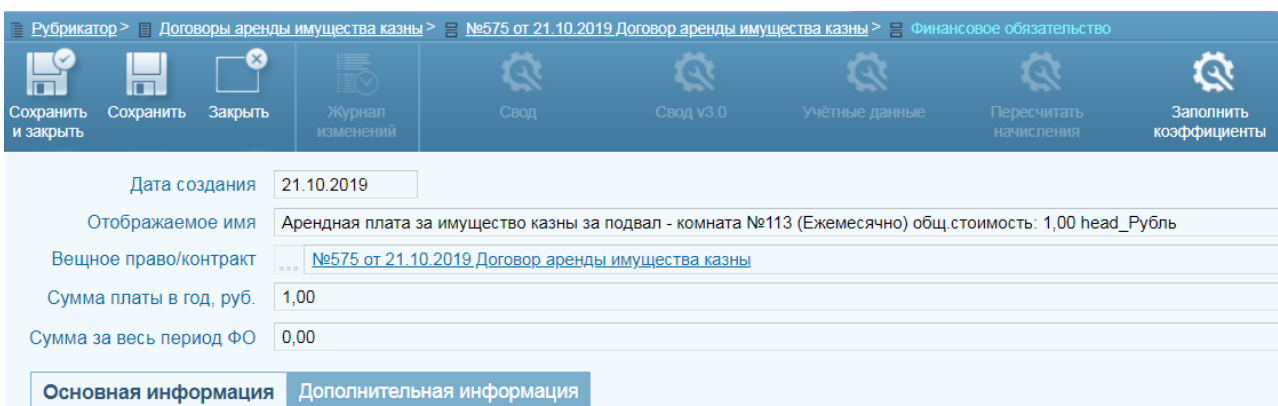 Рубрикатор > Договоры аренды имущества казны > №575 от 21.10.2019 Договор аренды имущества казны > Финансовое обязательство
Сохранить и закрыть
Сохранить
Закрыть
Журнал изменений
Свод
Свод v3.0
Учётные данные
Пересчитать начисления
Заполнить коэффициенты
Дата создания 21.10.2019
Отображаемое имя Арендная плата за имущество казны за подвал - комната №113 (Ежемесячно) общ.стоимость: 1,00 head_Рубль
Вещное право/контракт ... №575 от 21.10.2019 Договор аренды имущества казны
Сумма платы в год, руб. 1,00
Сумма за весь период ФО 0,00
Основная информация Дополнительная информация